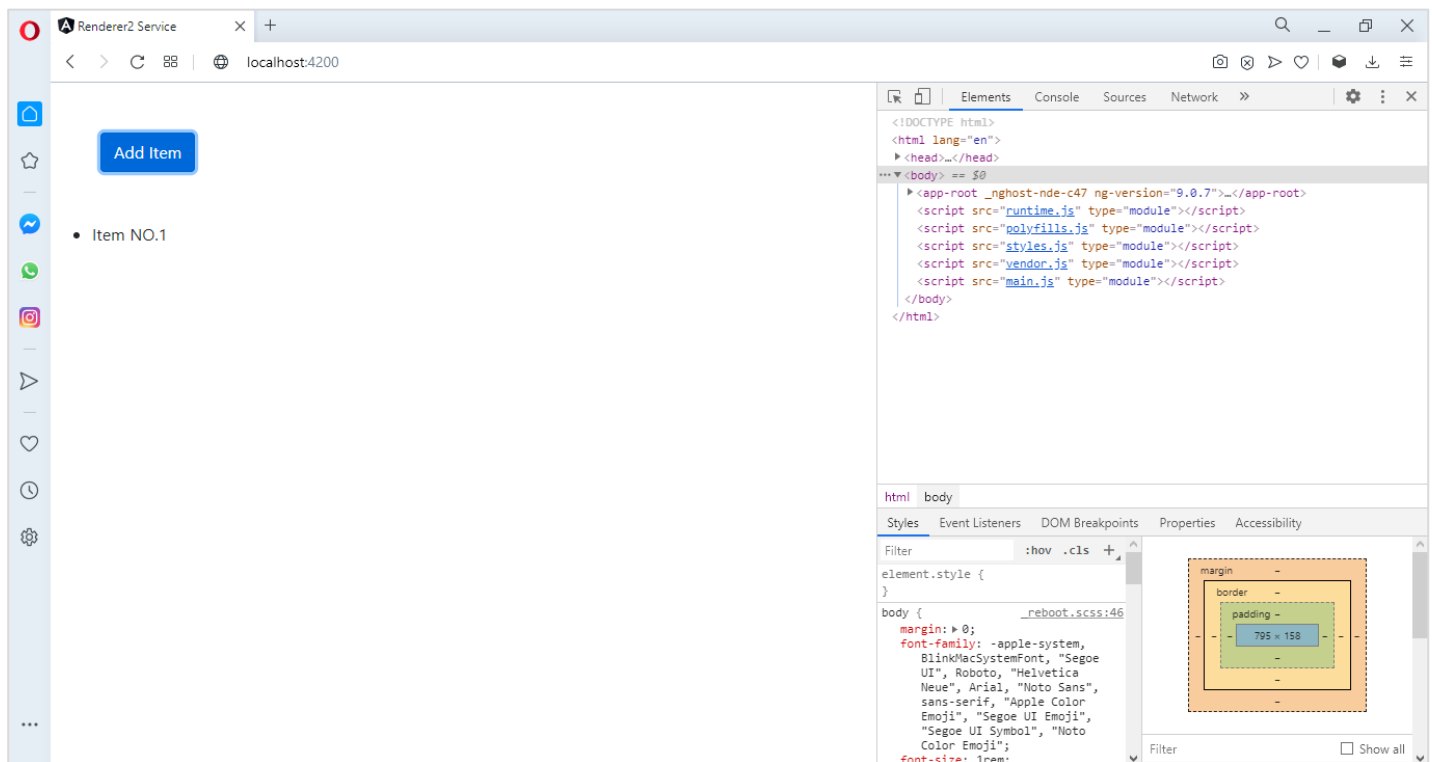 Renderer2 Service
localhost:4200
Add Item
Item NO.1
Elements Console Sources Network »
<!DOCTYPE html>
<html lang="en">
<head>…</head>
<body> == $0
<app-root _nghost-nde-c47 ng-version="9.0.7">…</app-root>
<script src="runtime.js" type="module"></script>
<script src="polyfills.js" type="module"></script>
<script src="styles.js" type="module"></script>
<script src="vendor.js" type="module"></script>
<script src="main.js" type="module"></script>
</body>
</html>
html body
Styles Event Listeners DOM Breakpoints Properties Accessibility
Filter :hov .cls +
element.style {
}
body { _reboot.scss:46
margin: 0;
font-family: -apple-system,
BlinkMacSystemFont, "Segoe
UI", Roboto, "Helvetica
Neue", Arial, "Noto Sans",
sans-serif, "Apple Color
Emoji", "Segoe UI Emoji",
"Segoe UI Symbol", "Noto
Color Emoji";
font-size: 1rem;
margin -
border -
padding -
- - - 795 × 158 - - -
-
-
-
Filter Show all